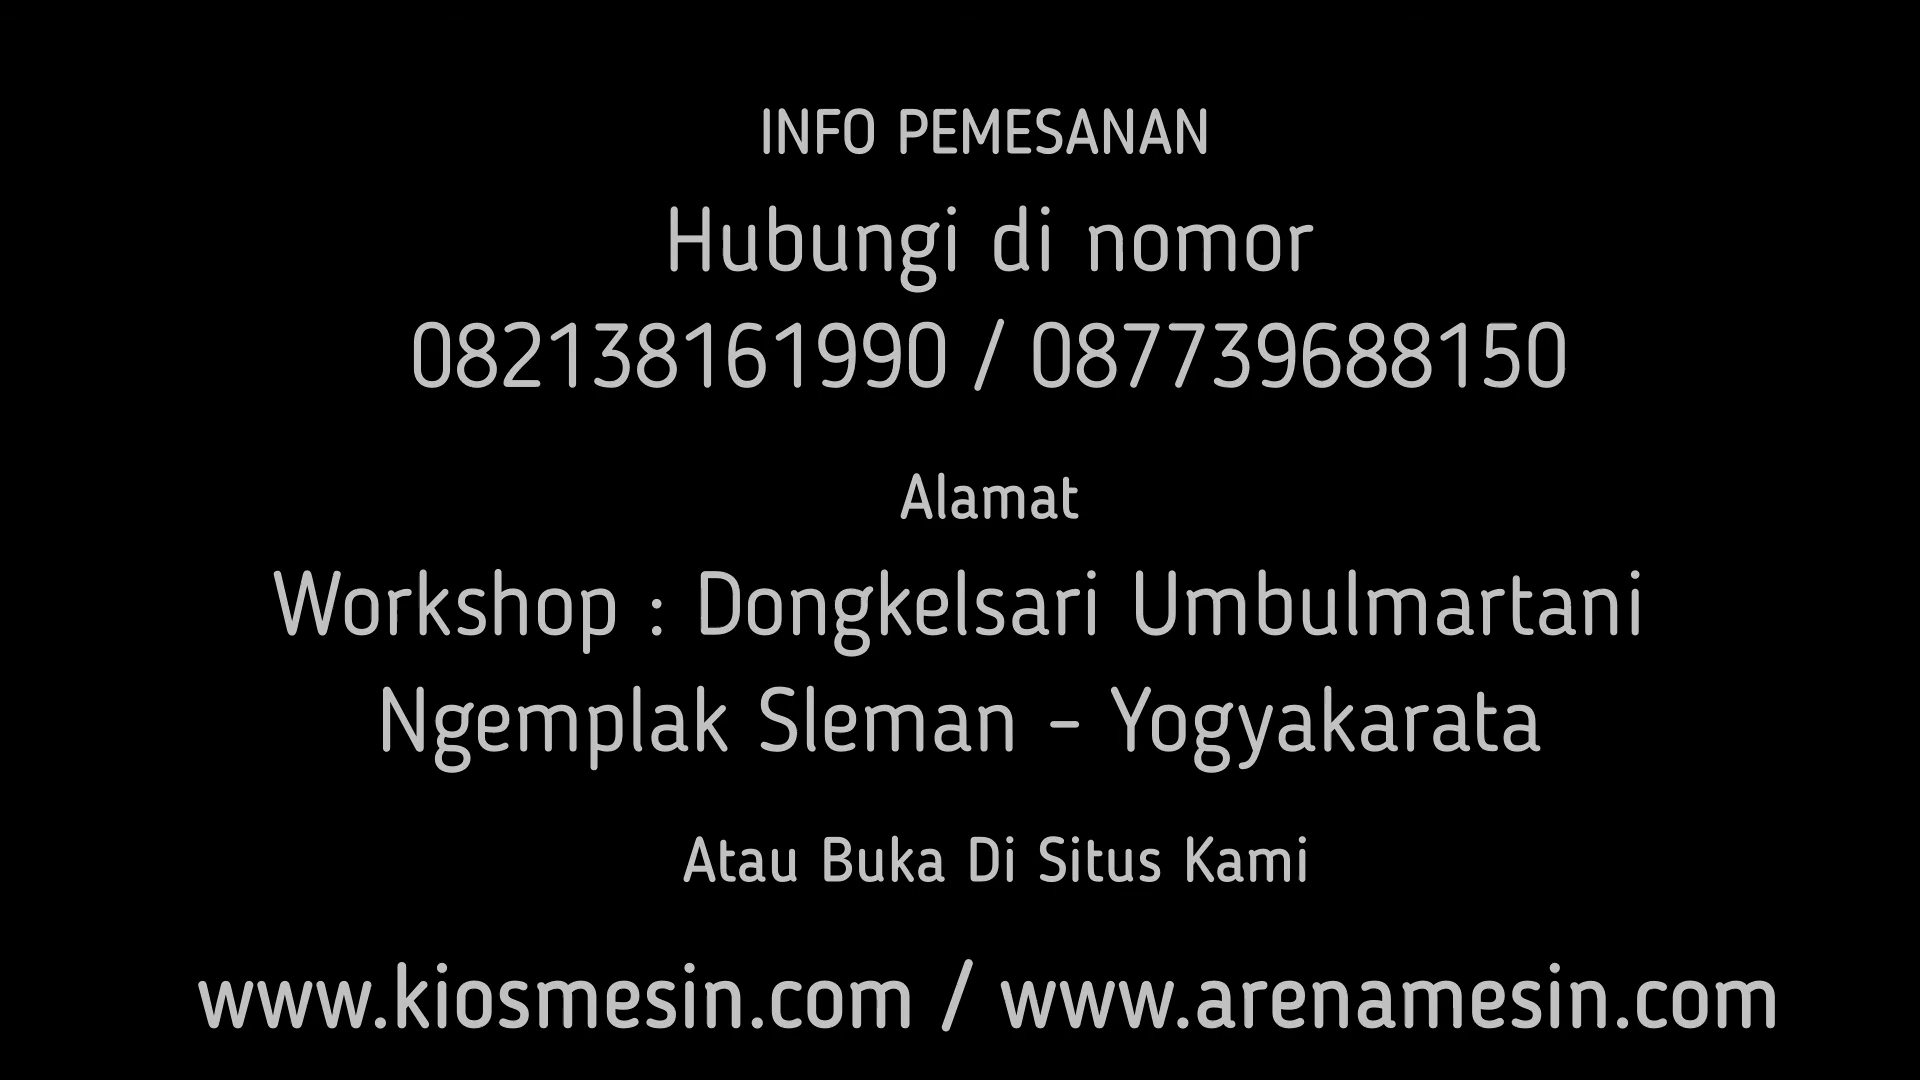 INFO PEMESANAN
Hubungi di nomor
082138161990 / 087739688150
Alamat
Workshop : Dongkelsari Umbulmartani
Ngemplak Sleman - Yogyakarata
Atau Buka Di Situs Kami
www.kiosmesin.com / www.arenamesin.com